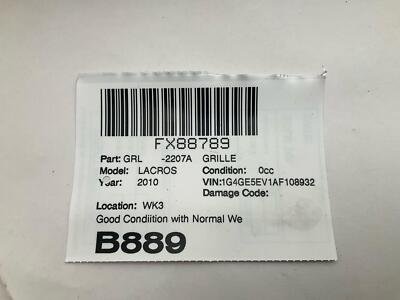 FX88789
Part: GRL -2207A GRILLE
Model: LACROS Condition: 0cc
Year: 2010 VIN:1G4GE5EV1AF108932
Damage Code:
Location: WK3
Good Condiition with Normal We
B889